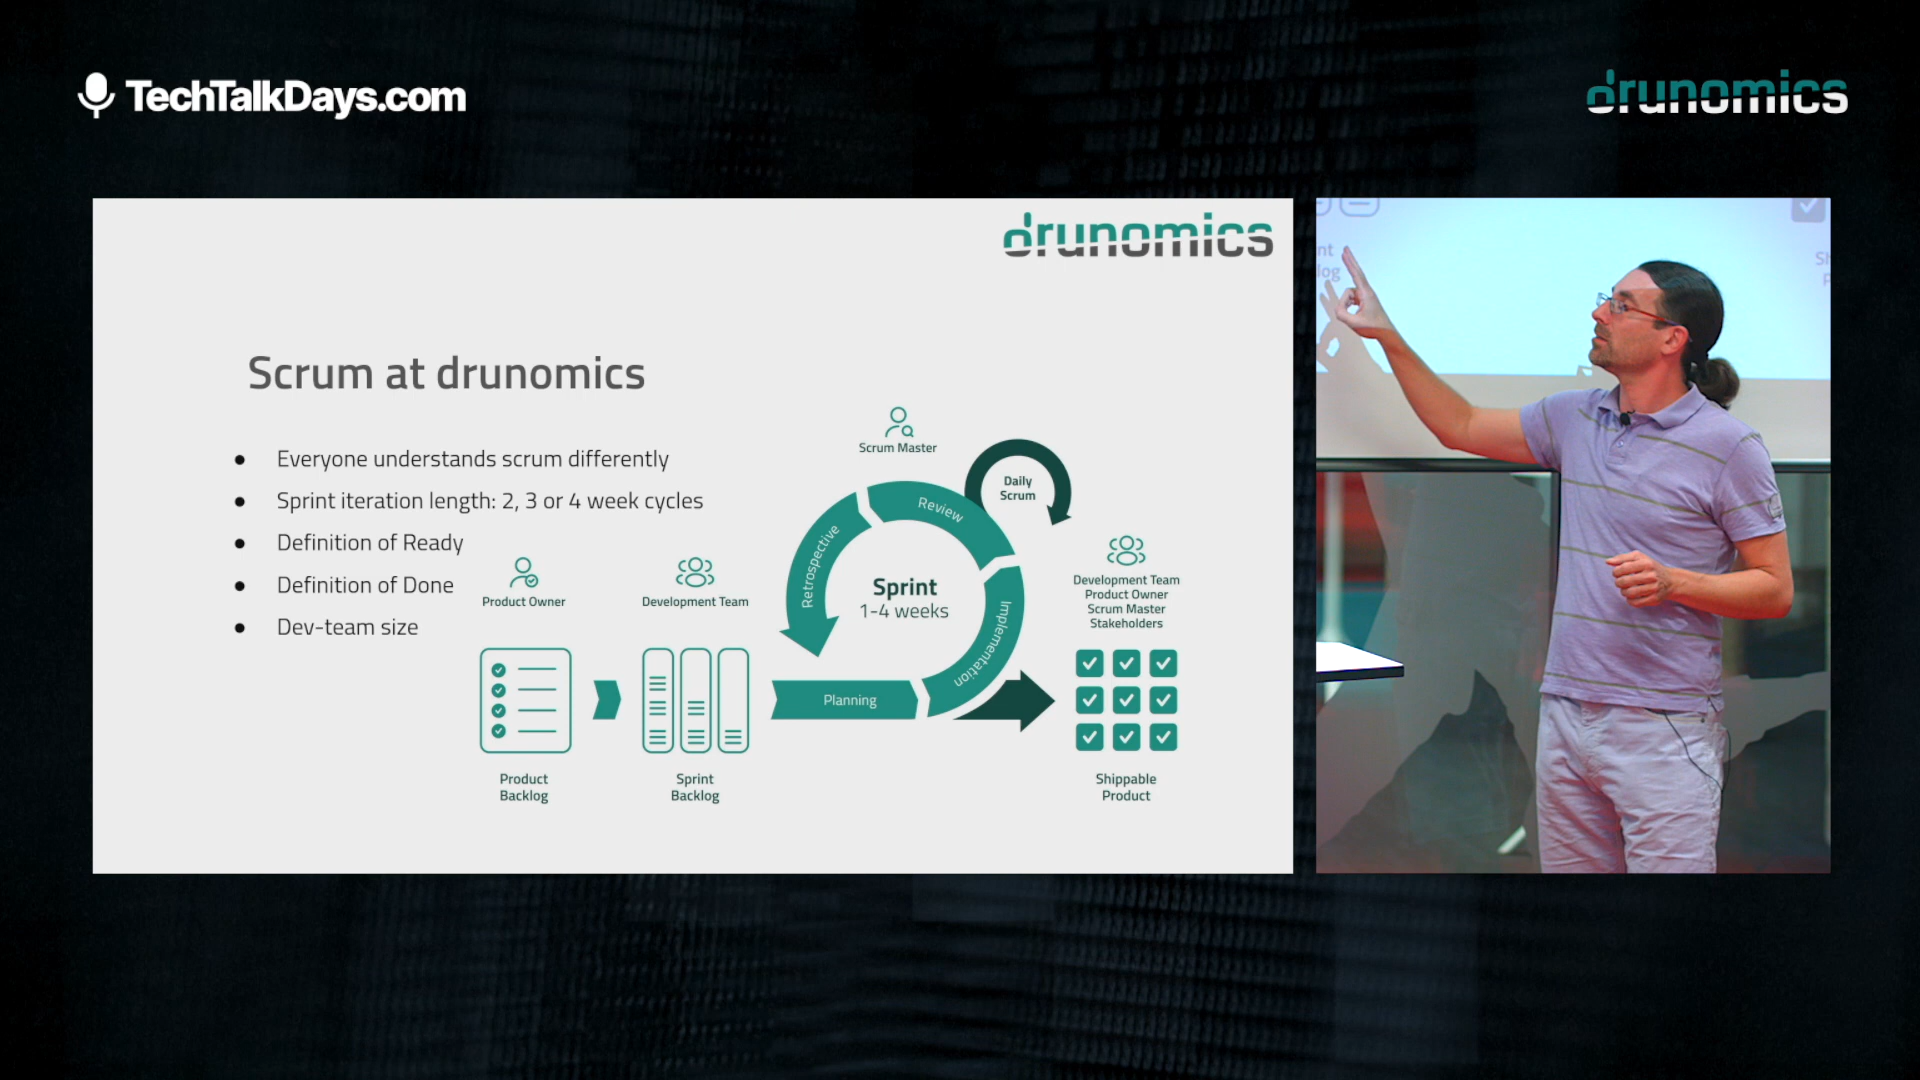 TechTalkDays.com
drunomics
drunomics
Scrum at drunomics
Everyone understands scrum differently
Sprint iteration length: 2, 3 or 4 week cycles
Definition of Ready
Definition of Done
Dev-team size
Product Owner
Development Team
Scrum Master
Daily
Scrum
Review
Retrospective
Sprint
1-4 weeks
Implementation
Planning
Development Team
Product Owner
Scrum Master
Stakeholders
Product
Backlog
Sprint
Backlog
Shippable
Product